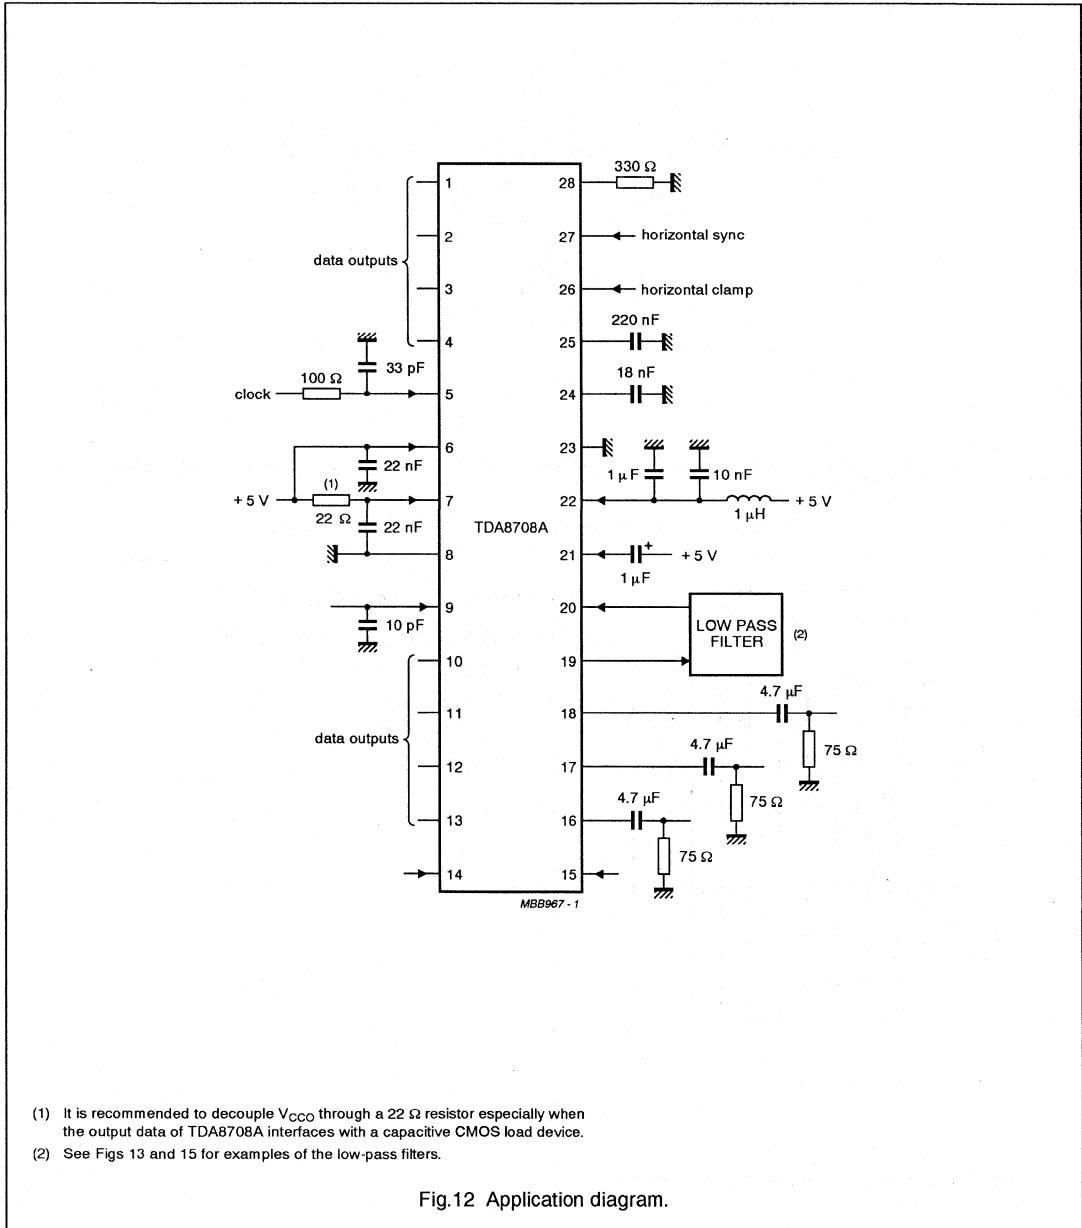 330 Ω
1 28
2 27 horizontal sync
data outputs
3 26 horizontal clamp
220 nF
4 25
33 pF
18 nF
100 Ω
clock 5 24
6 23
22 nF
1 µF 10 nF
(1)
+ 5 V 7 22 + 5 V
22 Ω
1 µH
22 nF
TDA8708A
8 21 + + 5 V
1 µF
9 20
10 pF
LOW PASS
FILTER (2)
10 19
4.7 µF
11 18
data outputs
75 Ω
4.7 µF
12 17
75 Ω
4.7 µF
13 16
75 Ω
14 15
MBB967 - 1
(1) It is recommended to decouple VCCO through a 22 Ω resistor especially when
the output data of TDA8708A interfaces with a capacitive CMOS load device.
(2) See Figs 13 and 15 for examples of the low-pass filters.
Fig.12 Application diagram.